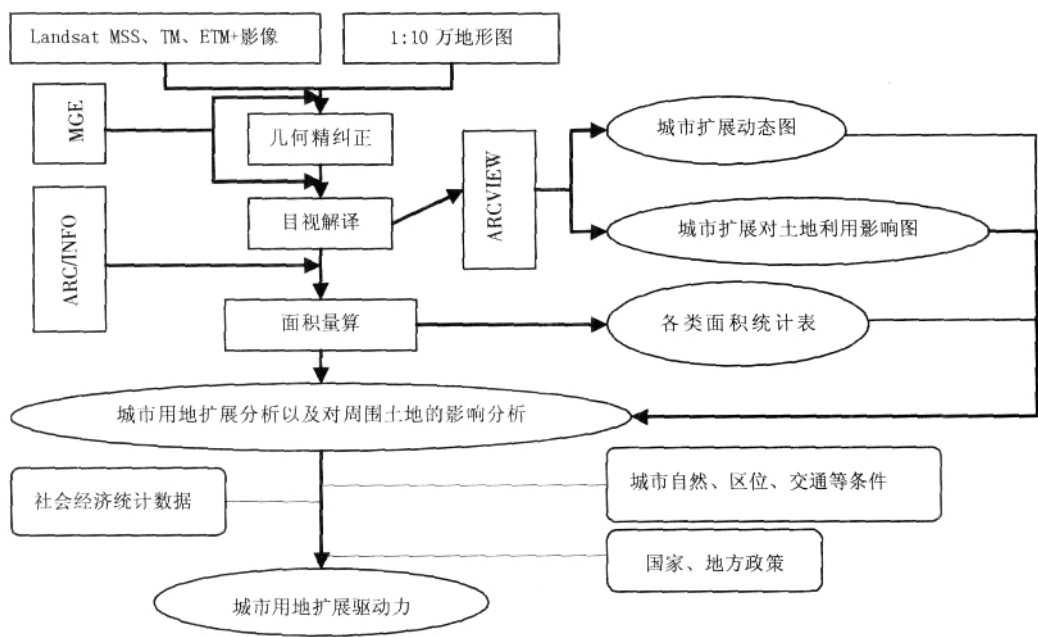 Landsat MSS、TM、ETM+影像
1:10 万地形图
MGE
几何精纠正
城市扩展动态图
ARCVIEW
目视解译
城市扩展对土地利用影响图
ARC/INFO
面积量算
各类面积统计表
城市用地扩展分析以及对周围土地的影响分析
社会经济统计数据
城市自然、区位、交通等条件
国家、地方政策
城市用地扩展驱动力